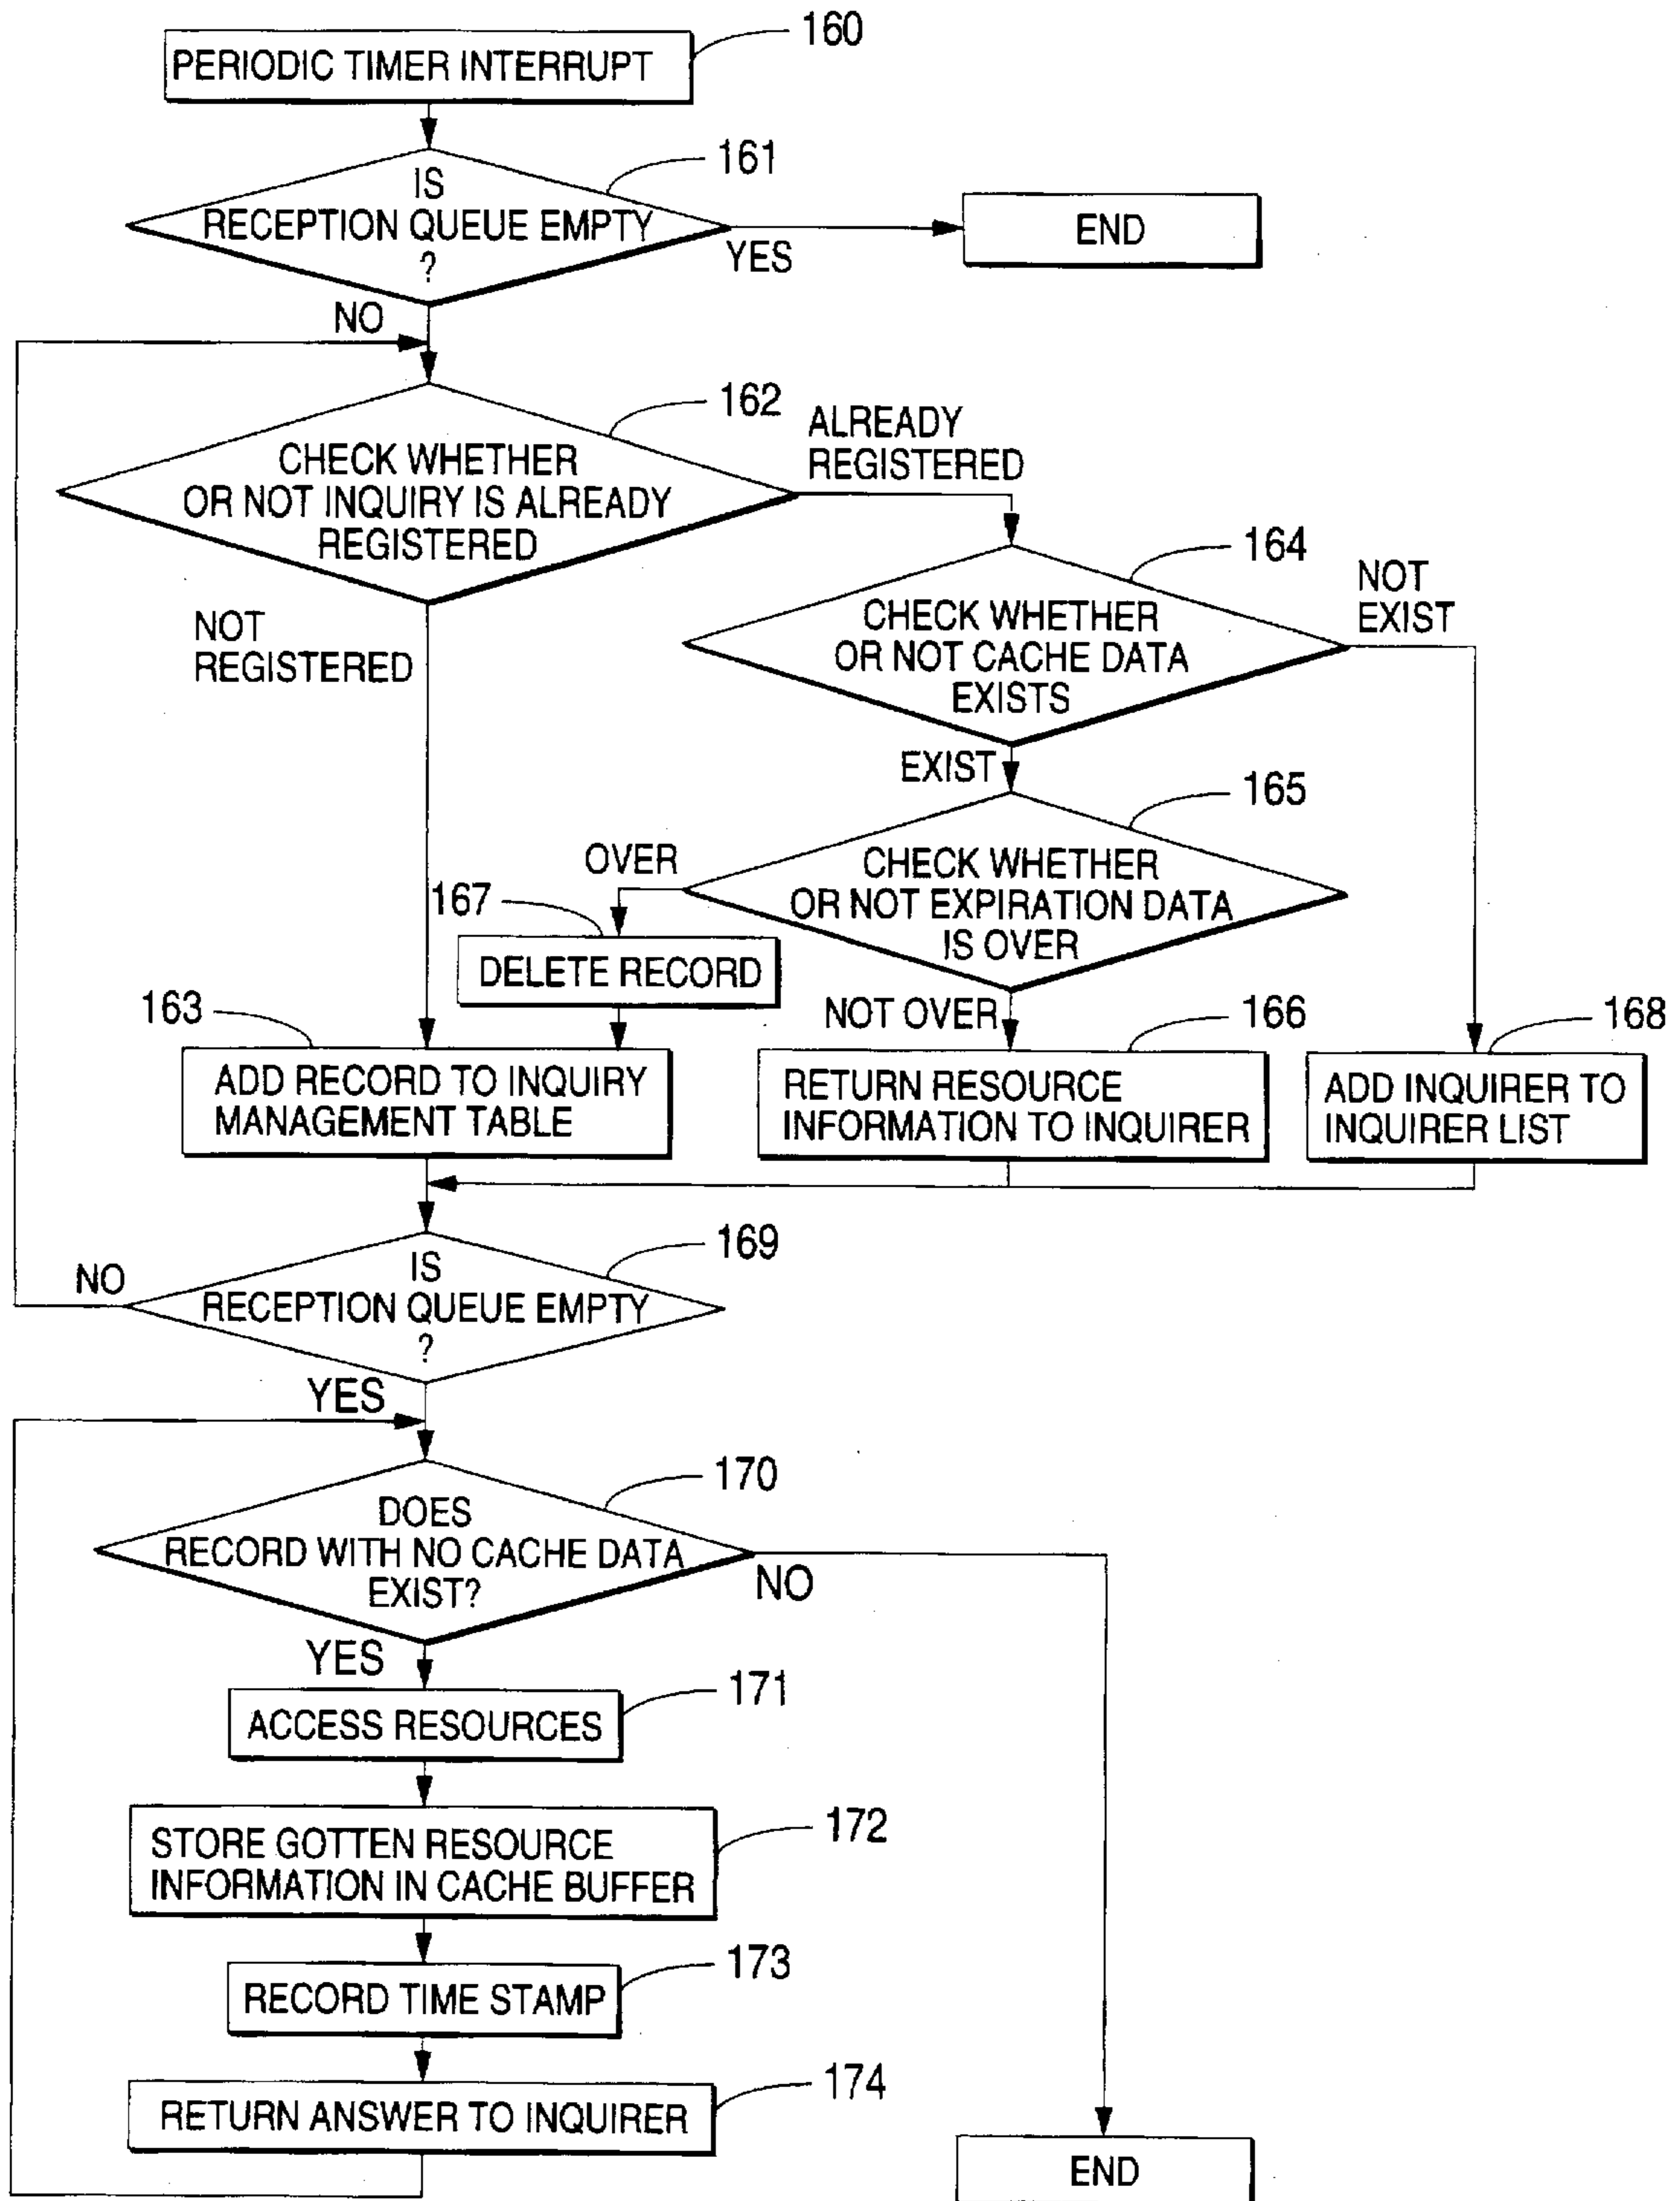 160
PERIODIC TIMER INTERRUPT
161
IS
RECEPTION QUEUE EMPTY
?
YES
END
NO
162
CHECK WHETHER
OR NOT INQUIRY IS ALREADY
REGISTERED
ALREADY
REGISTERED
NOT
REGISTERED
164
CHECK WHETHER
OR NOT CACHE DATA
EXISTS
NOT
EXIST
EXIST
165
CHECK WHETHER
OR NOT EXPIRATION DATA
IS OVER
OVER
167
DELETE RECORD
NOT OVER
163
ADD RECORD TO INQUIRY
MANAGEMENT TABLE
166
RETURN RESOURCE
INFORMATION TO INQUIRER
168
ADD INQUIRER TO
INQUIRER LIST
169
IS
RECEPTION QUEUE EMPTY
?
NO
YES
170
DOES
RECORD WITH NO CACHE DATA
EXIST?
NO
YES
171
ACCESS RESOURCES
172
STORE GOTTEN RESOURCE
INFORMATION IN CACHE BUFFER
173
RECORD TIME STAMP
174
RETURN ANSWER TO INQUIRER
END